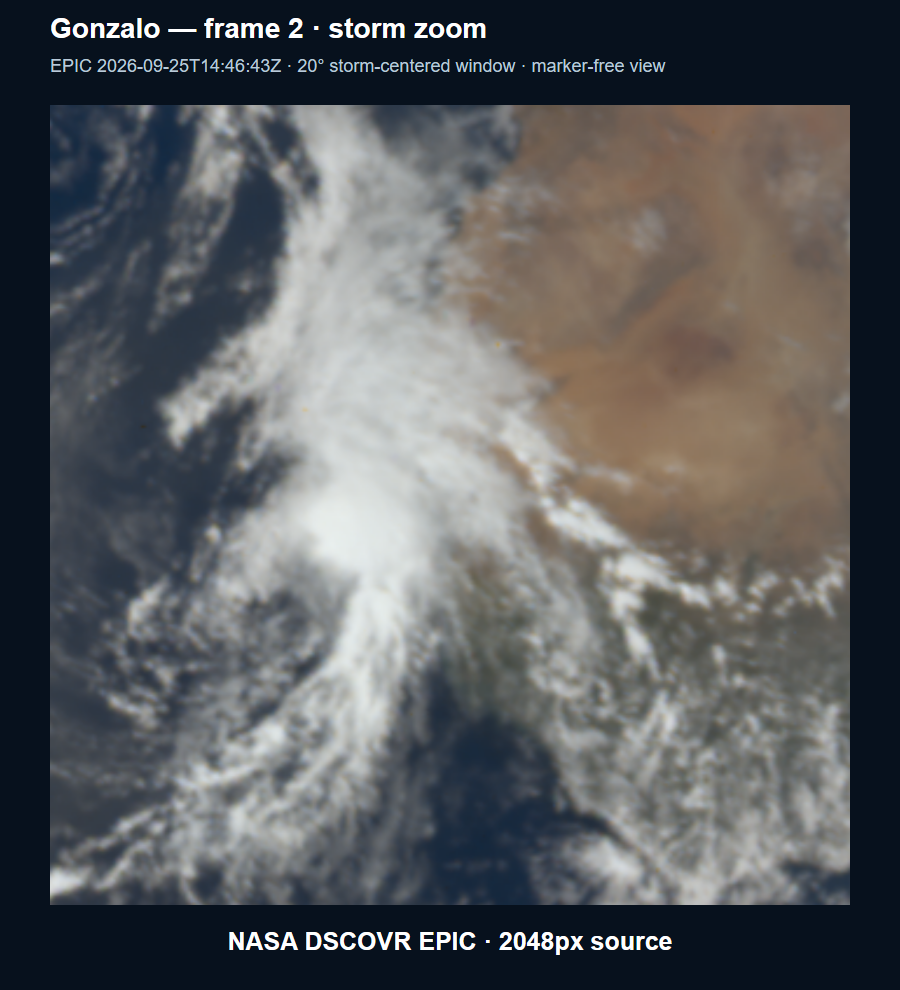 Gonzalo — frame 2 · storm zoom
EPIC 2026-09-25T14:46:43Z · 20° storm-centered window · marker-free view
NASA DSCOVR EPIC · 2048px source